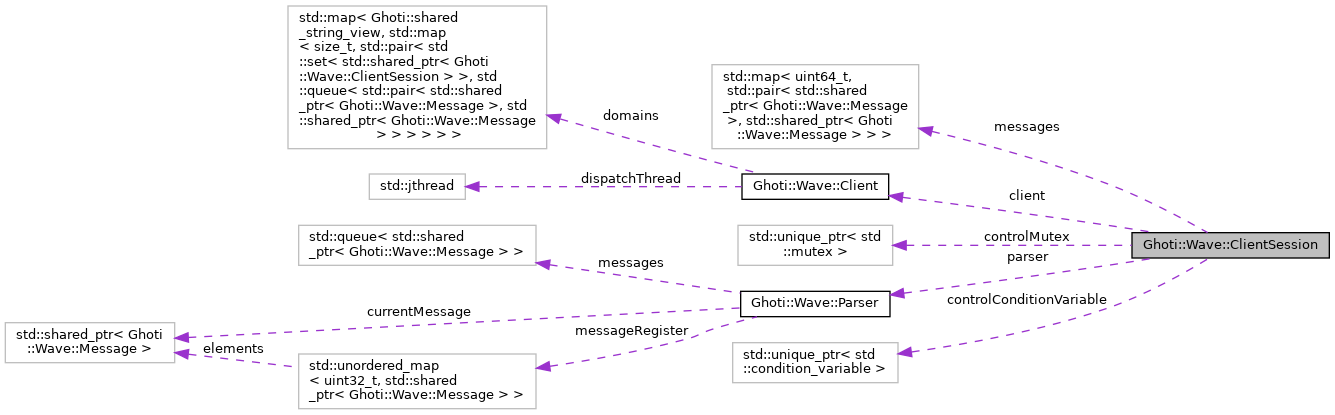 std::map< Ghoti::shared
_string_view, std::map
< size_t, std::pair< std
::set< std::shared_ptr< Ghoti
::Wave::ClientSession > >, std
::queue< std::pair< std::shared
_ptr< Ghoti::Wave::Message >, std
::shared_ptr< Ghoti::Wave::Message
> > > > > >
std::map< uint64_t,
std::pair< std::shared
_ptr< Ghoti::Wave::Message
>, std::shared_ptr< Ghoti
::Wave::Message > > >
domains
messages
std::jthread
dispatchThread
Ghoti::Wave::Client
client
std::queue< std::shared
_ptr< Ghoti::Wave::Message > >
std::unique_ptr< std
::mutex >
controlMutex
Ghoti::Wave::ClientSession
parser
messages
Ghoti::Wave::Parser
controlConditionVariable
currentMessage
messageRegister
std::shared_ptr< Ghoti
::Wave::Message >
elements
std::unordered_map
< uint32_t, std::shared
_ptr< Ghoti::Wave::Message > >
std::unique_ptr< std
::condition_variable >